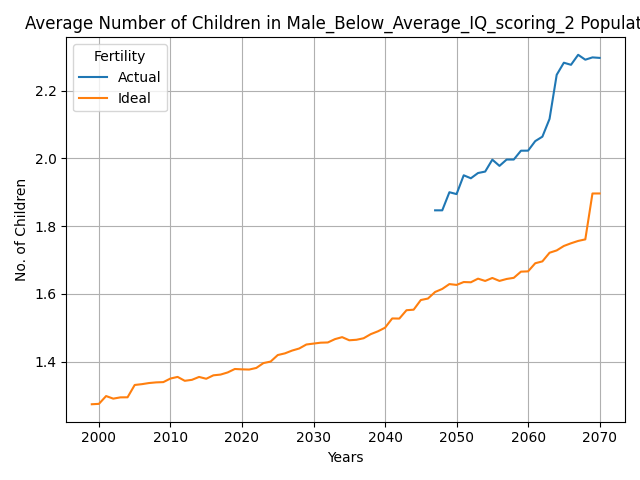 Average Number of Children in Male_Below_Average_IQ_scoring_2 Populat
Fertility
Actual
Ideal
2.2
2.0
1.8
1.6
1.4
No. of Children
2000 2010 2020 2030 2040 2050 2060 2070
Years